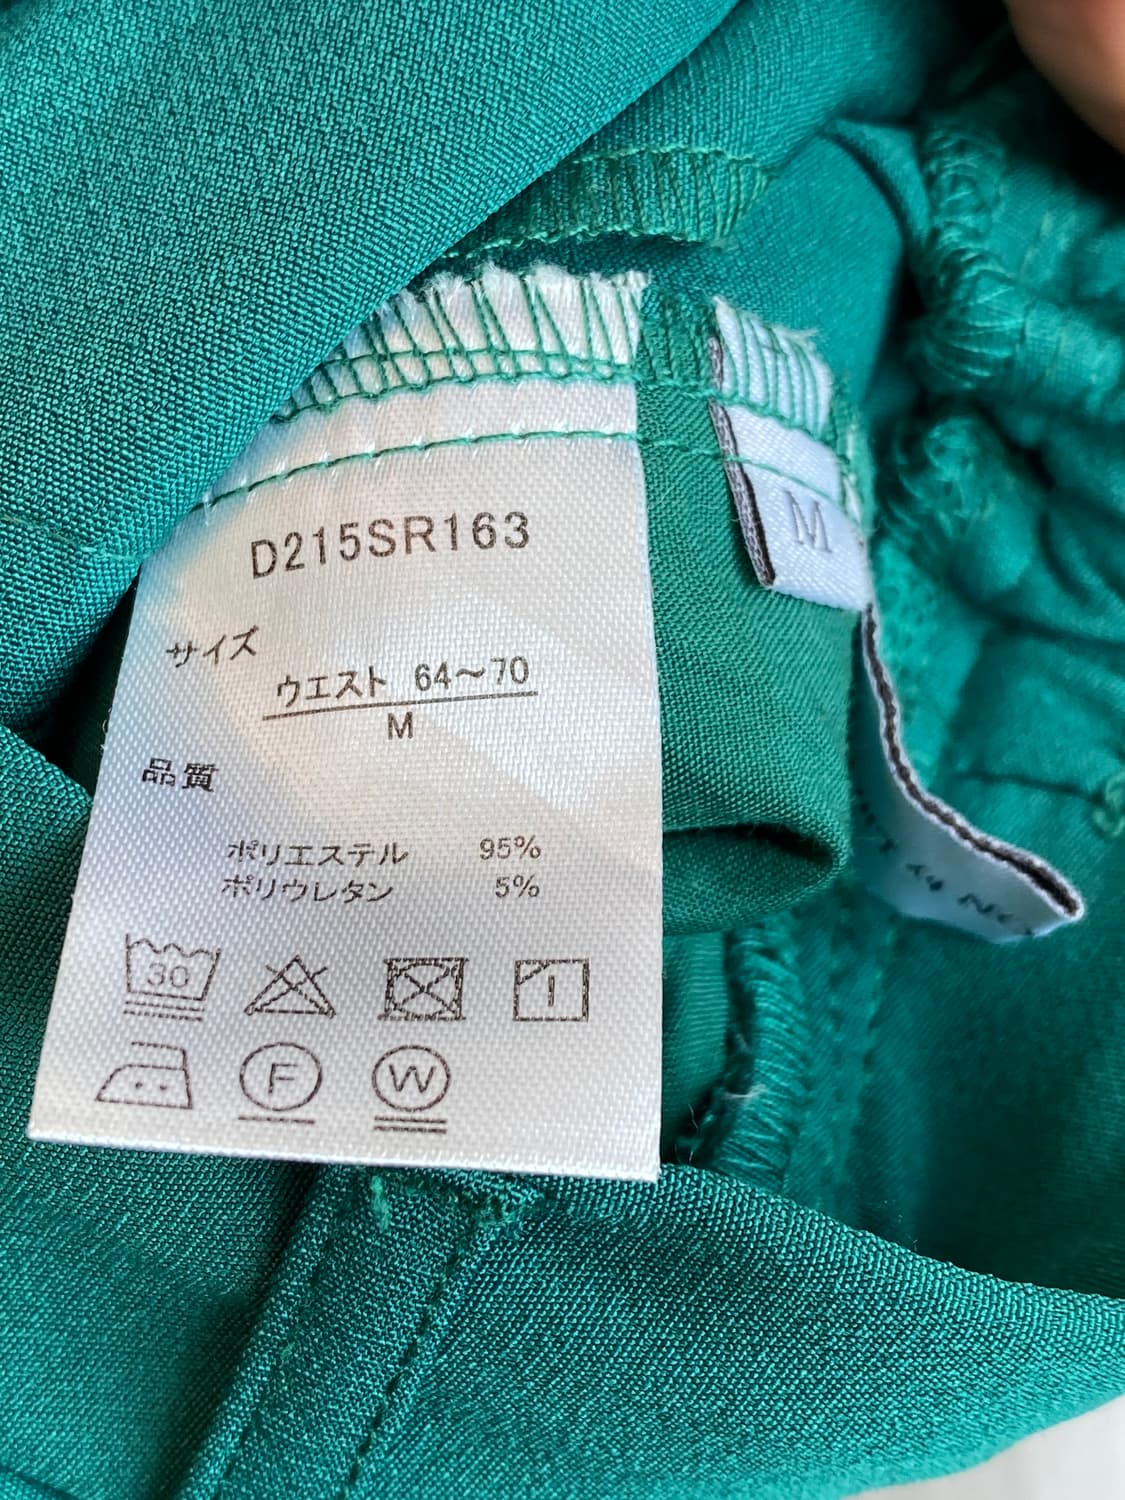 D215SR163
サイズ
ウエスト 64～70
M
品質
ポリエステル 95%
ポリウレタン 5%
30
F
W
M